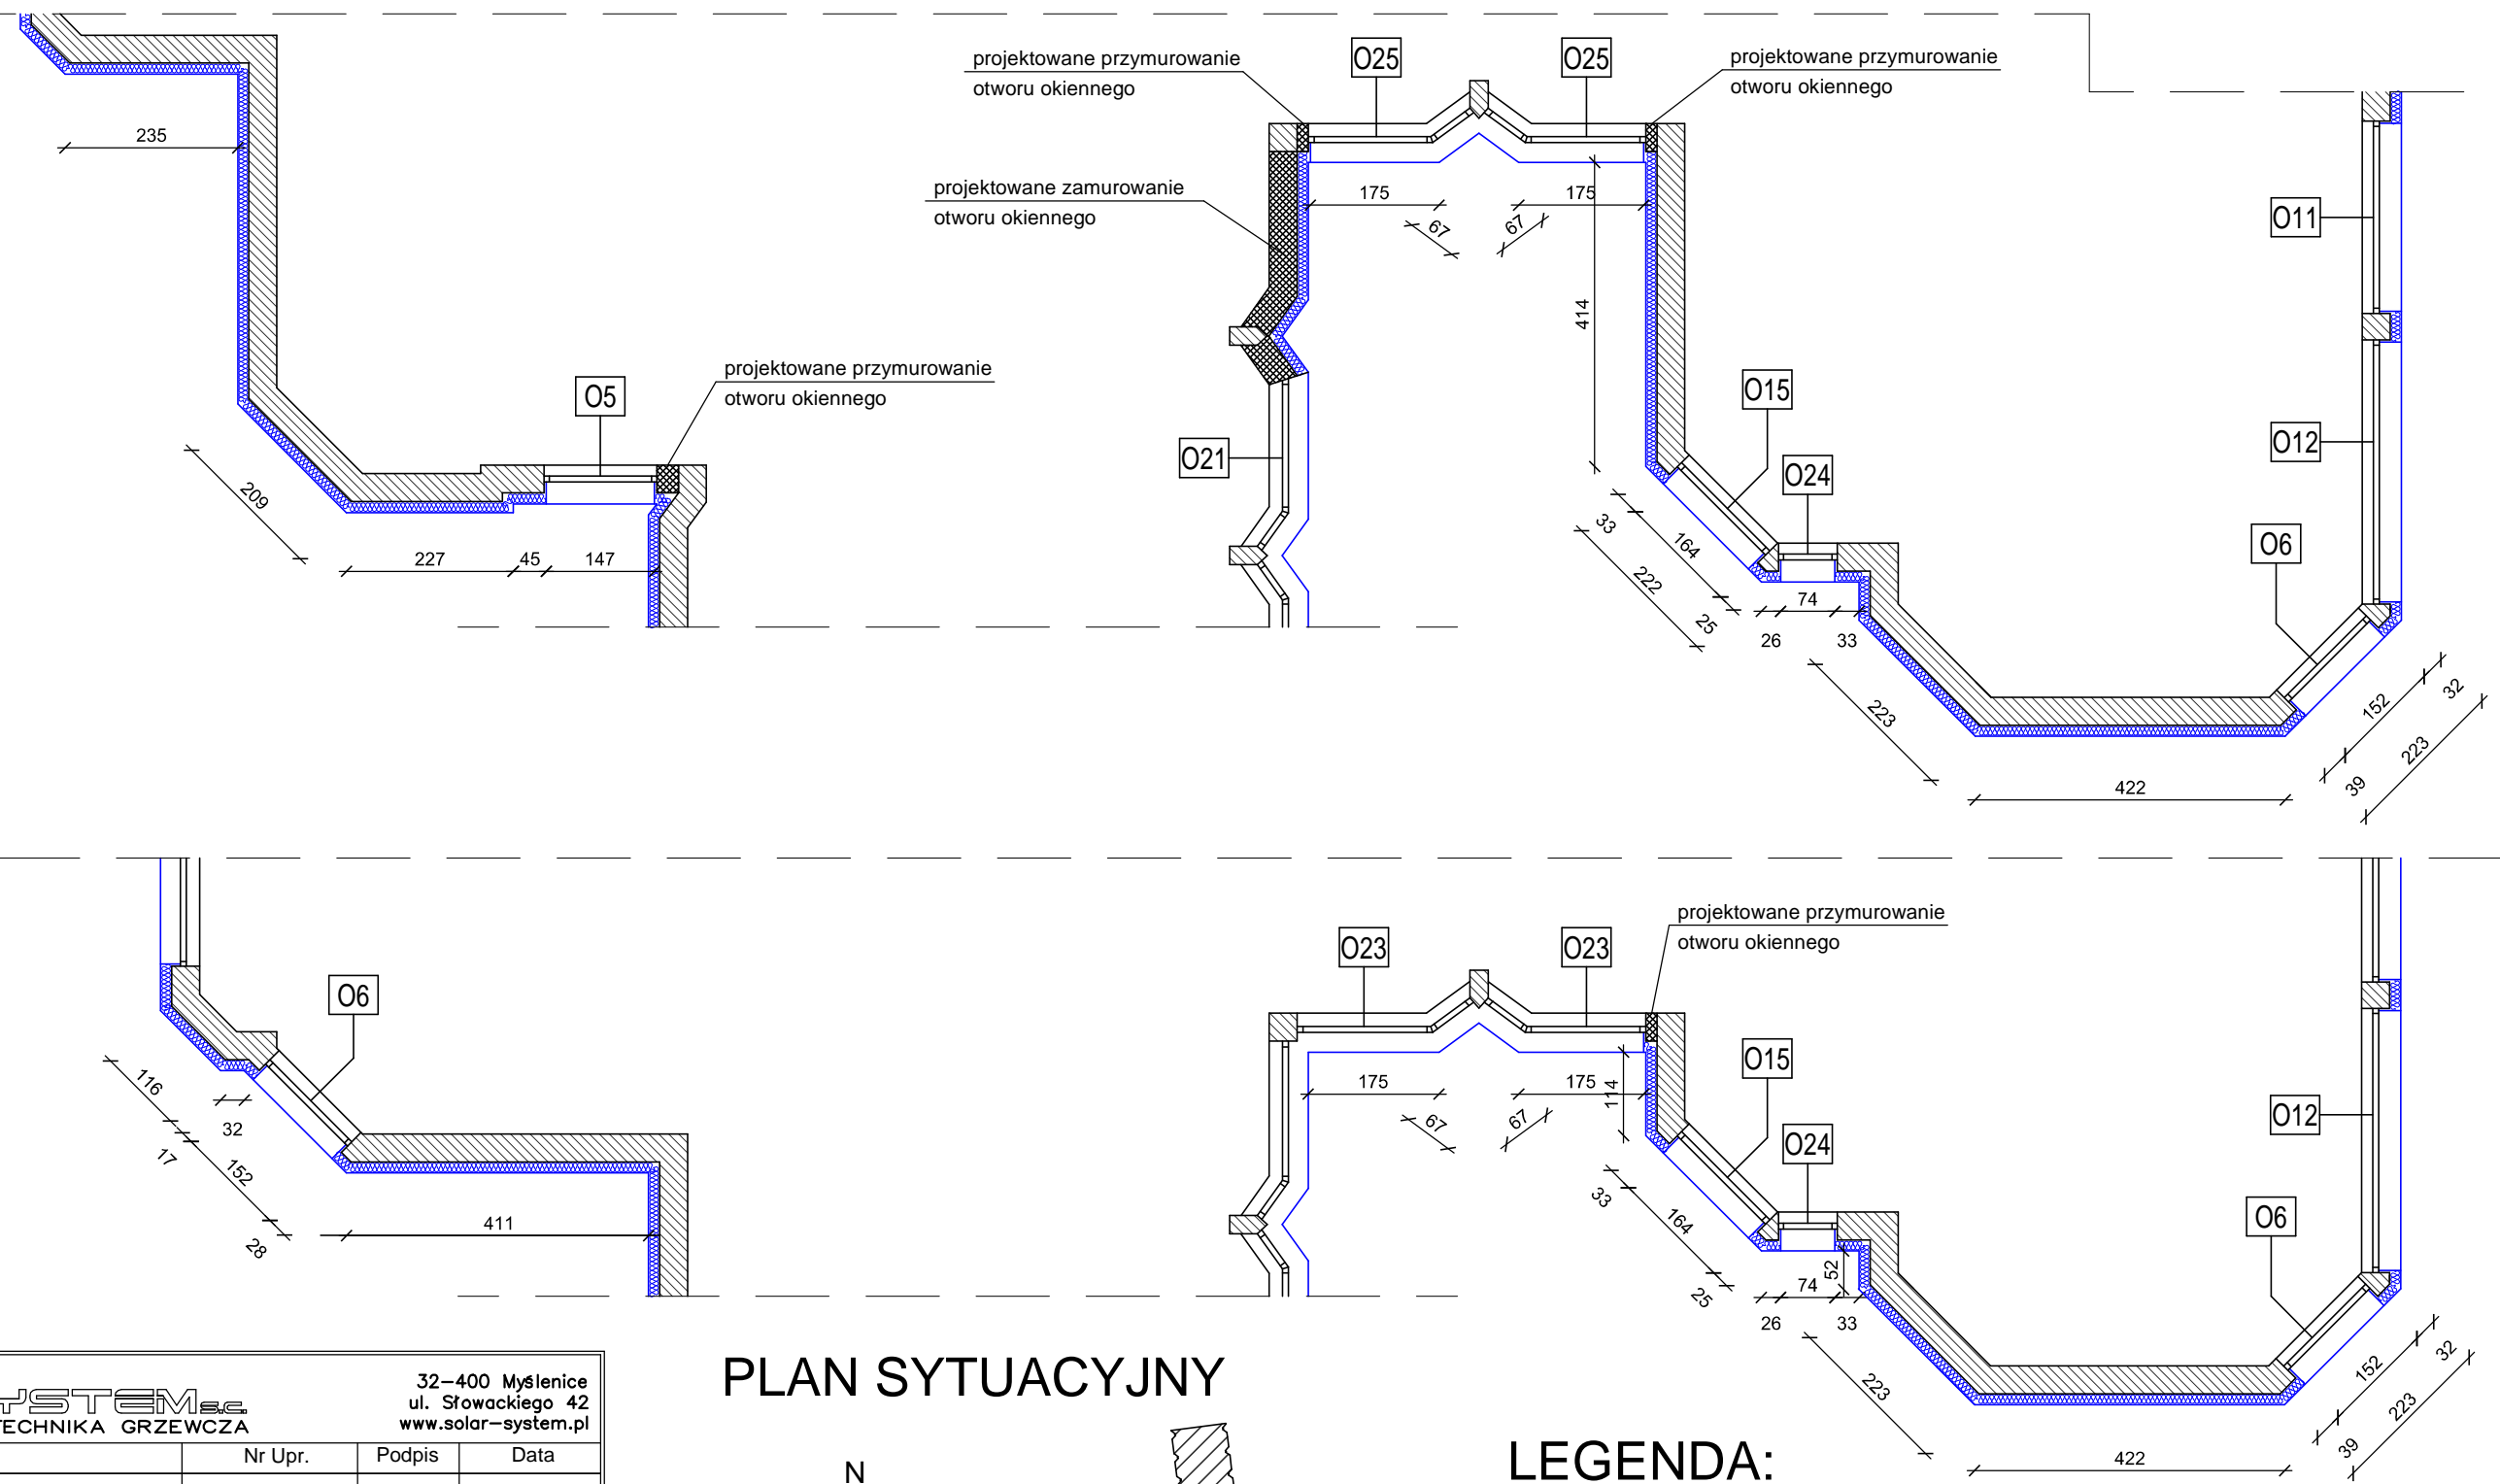 projektowane przymurowanie
otworu okiennego
O25
O25
projektowane przymurowanie
otworu okiennego
235
projektowane zamurowanie
otworu okiennego
175
175
67
67
O11
414
projektowane przymurowanie
otworu okiennego
O5
O15
O21
O24
O12
209
33
164
222
25
O6
227
45
147
74
26
33
223
152
32
223
39
422
projektowane przymurowanie
otworu okiennego
O23
O23
O6
O15
175
175
114
67
67
O12
116
32
17
152
28
O24
33
164
25
411
52
74
26
33
O6
223
152
32
223
39
422
32-400 Myślenice
ul. Słowackiego 42
www.solar-system.pl
YSTEM s.c.
TECHNIKA GRZEWCZA
Nr Upr.
Podpis
Data
PLAN SYTUACYJNY
N
LEGENDA: